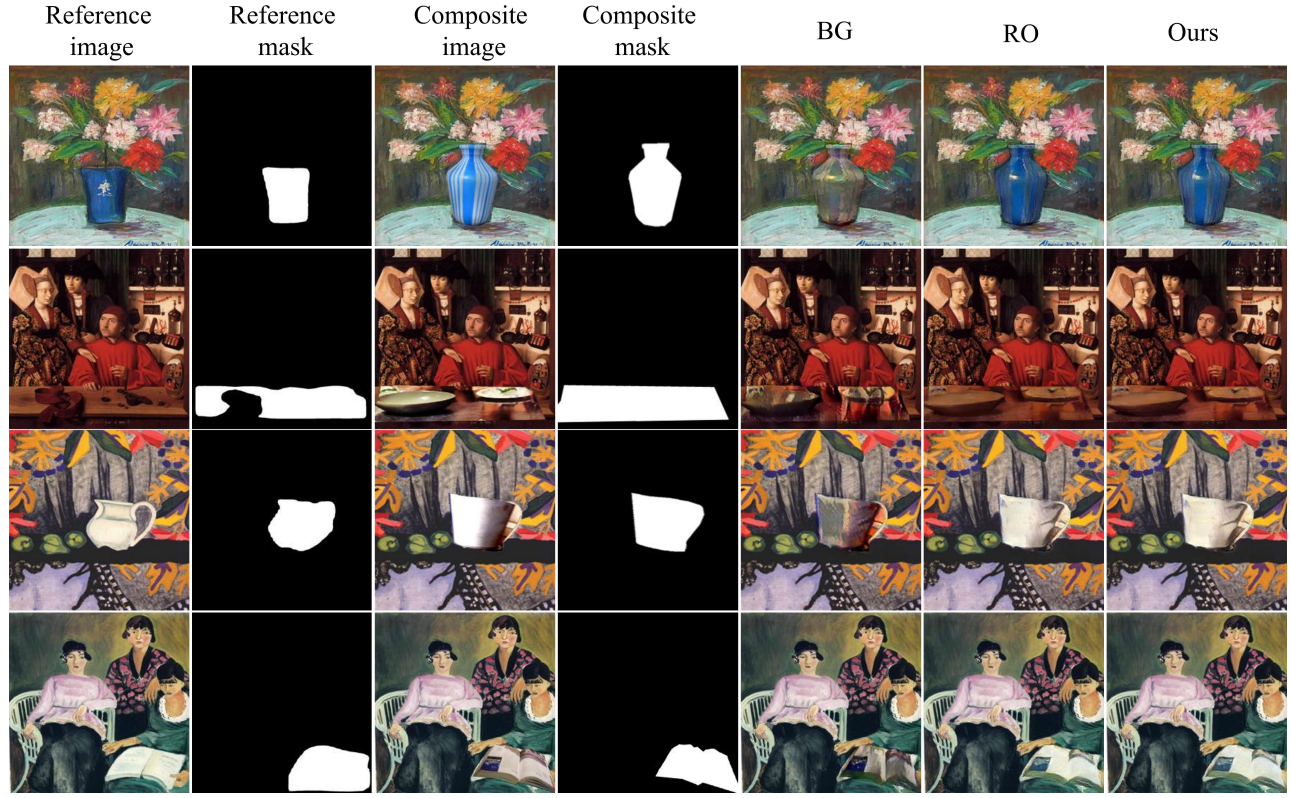 Reference image
Reference mask
Composite image
Composite mask
BG
RO
Ours